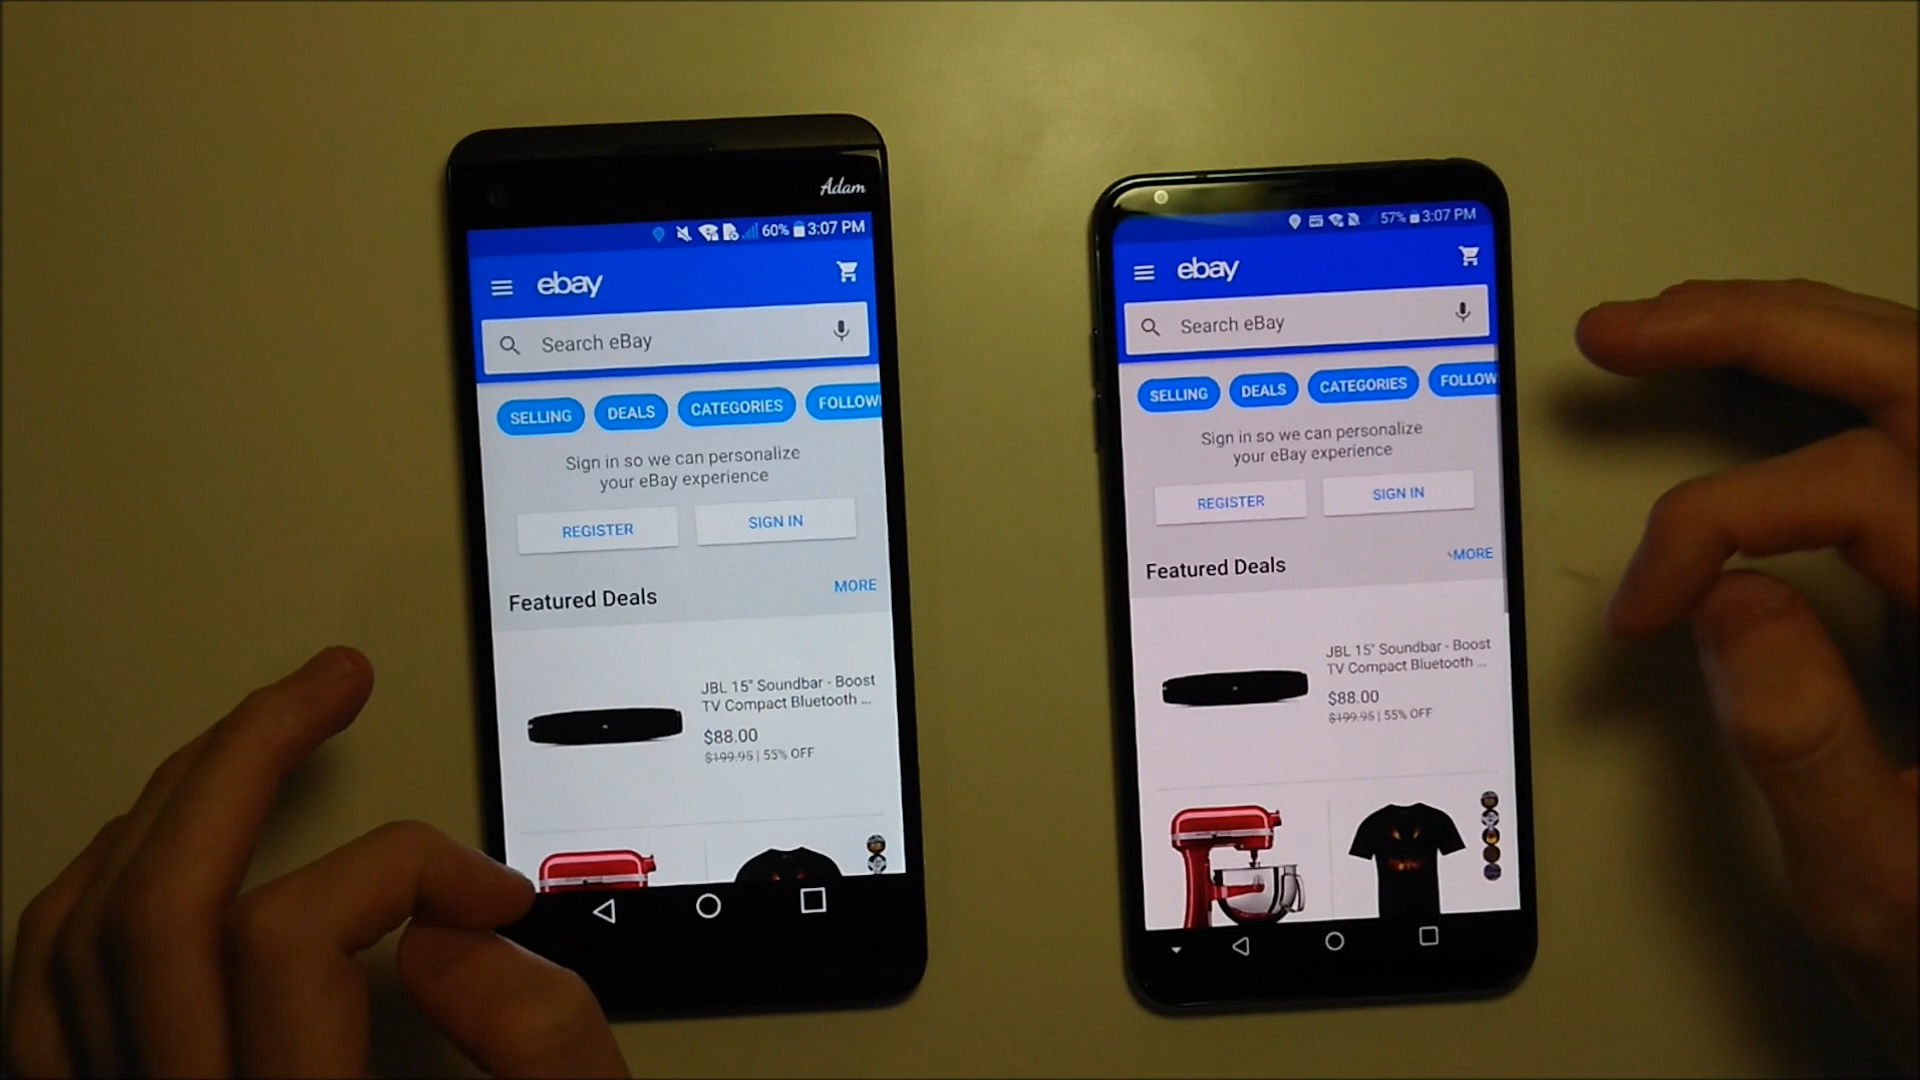 Adam
60% 3:07 PM
ebay
Search eBay
SELLING DEALS CATEGORIES FOLLOW
Sign in so we can personalize
your eBay experience
REGISTER SIGN IN
Featured Deals MORE
JBL 15" Soundbar - Boost
TV Compact Bluetooth ...
$88.00
$199.95 | 55% OFF
57% 3:07 PM
ebay
Search eBay
SELLING DEALS CATEGORIES FOLLOW
Sign in so we can personalize
your eBay experience
REGISTER SIGN IN
Featured Deals MORE
JBL 15" Soundbar - Boost
TV Compact Bluetooth ...
$88.00
$199.95 | 55% OFF